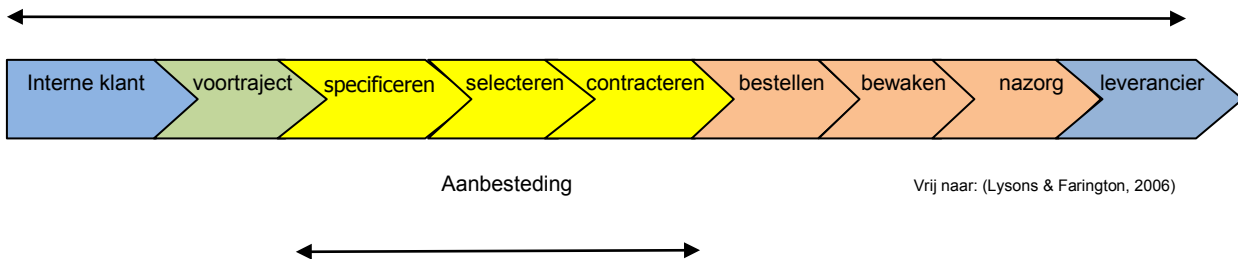 Interne klant voortraject specificeren selecteren contracteren bestellen bewaken nazorg leverancier
Aanbesteding Vrij naar: (Lysons & Farington, 2006)